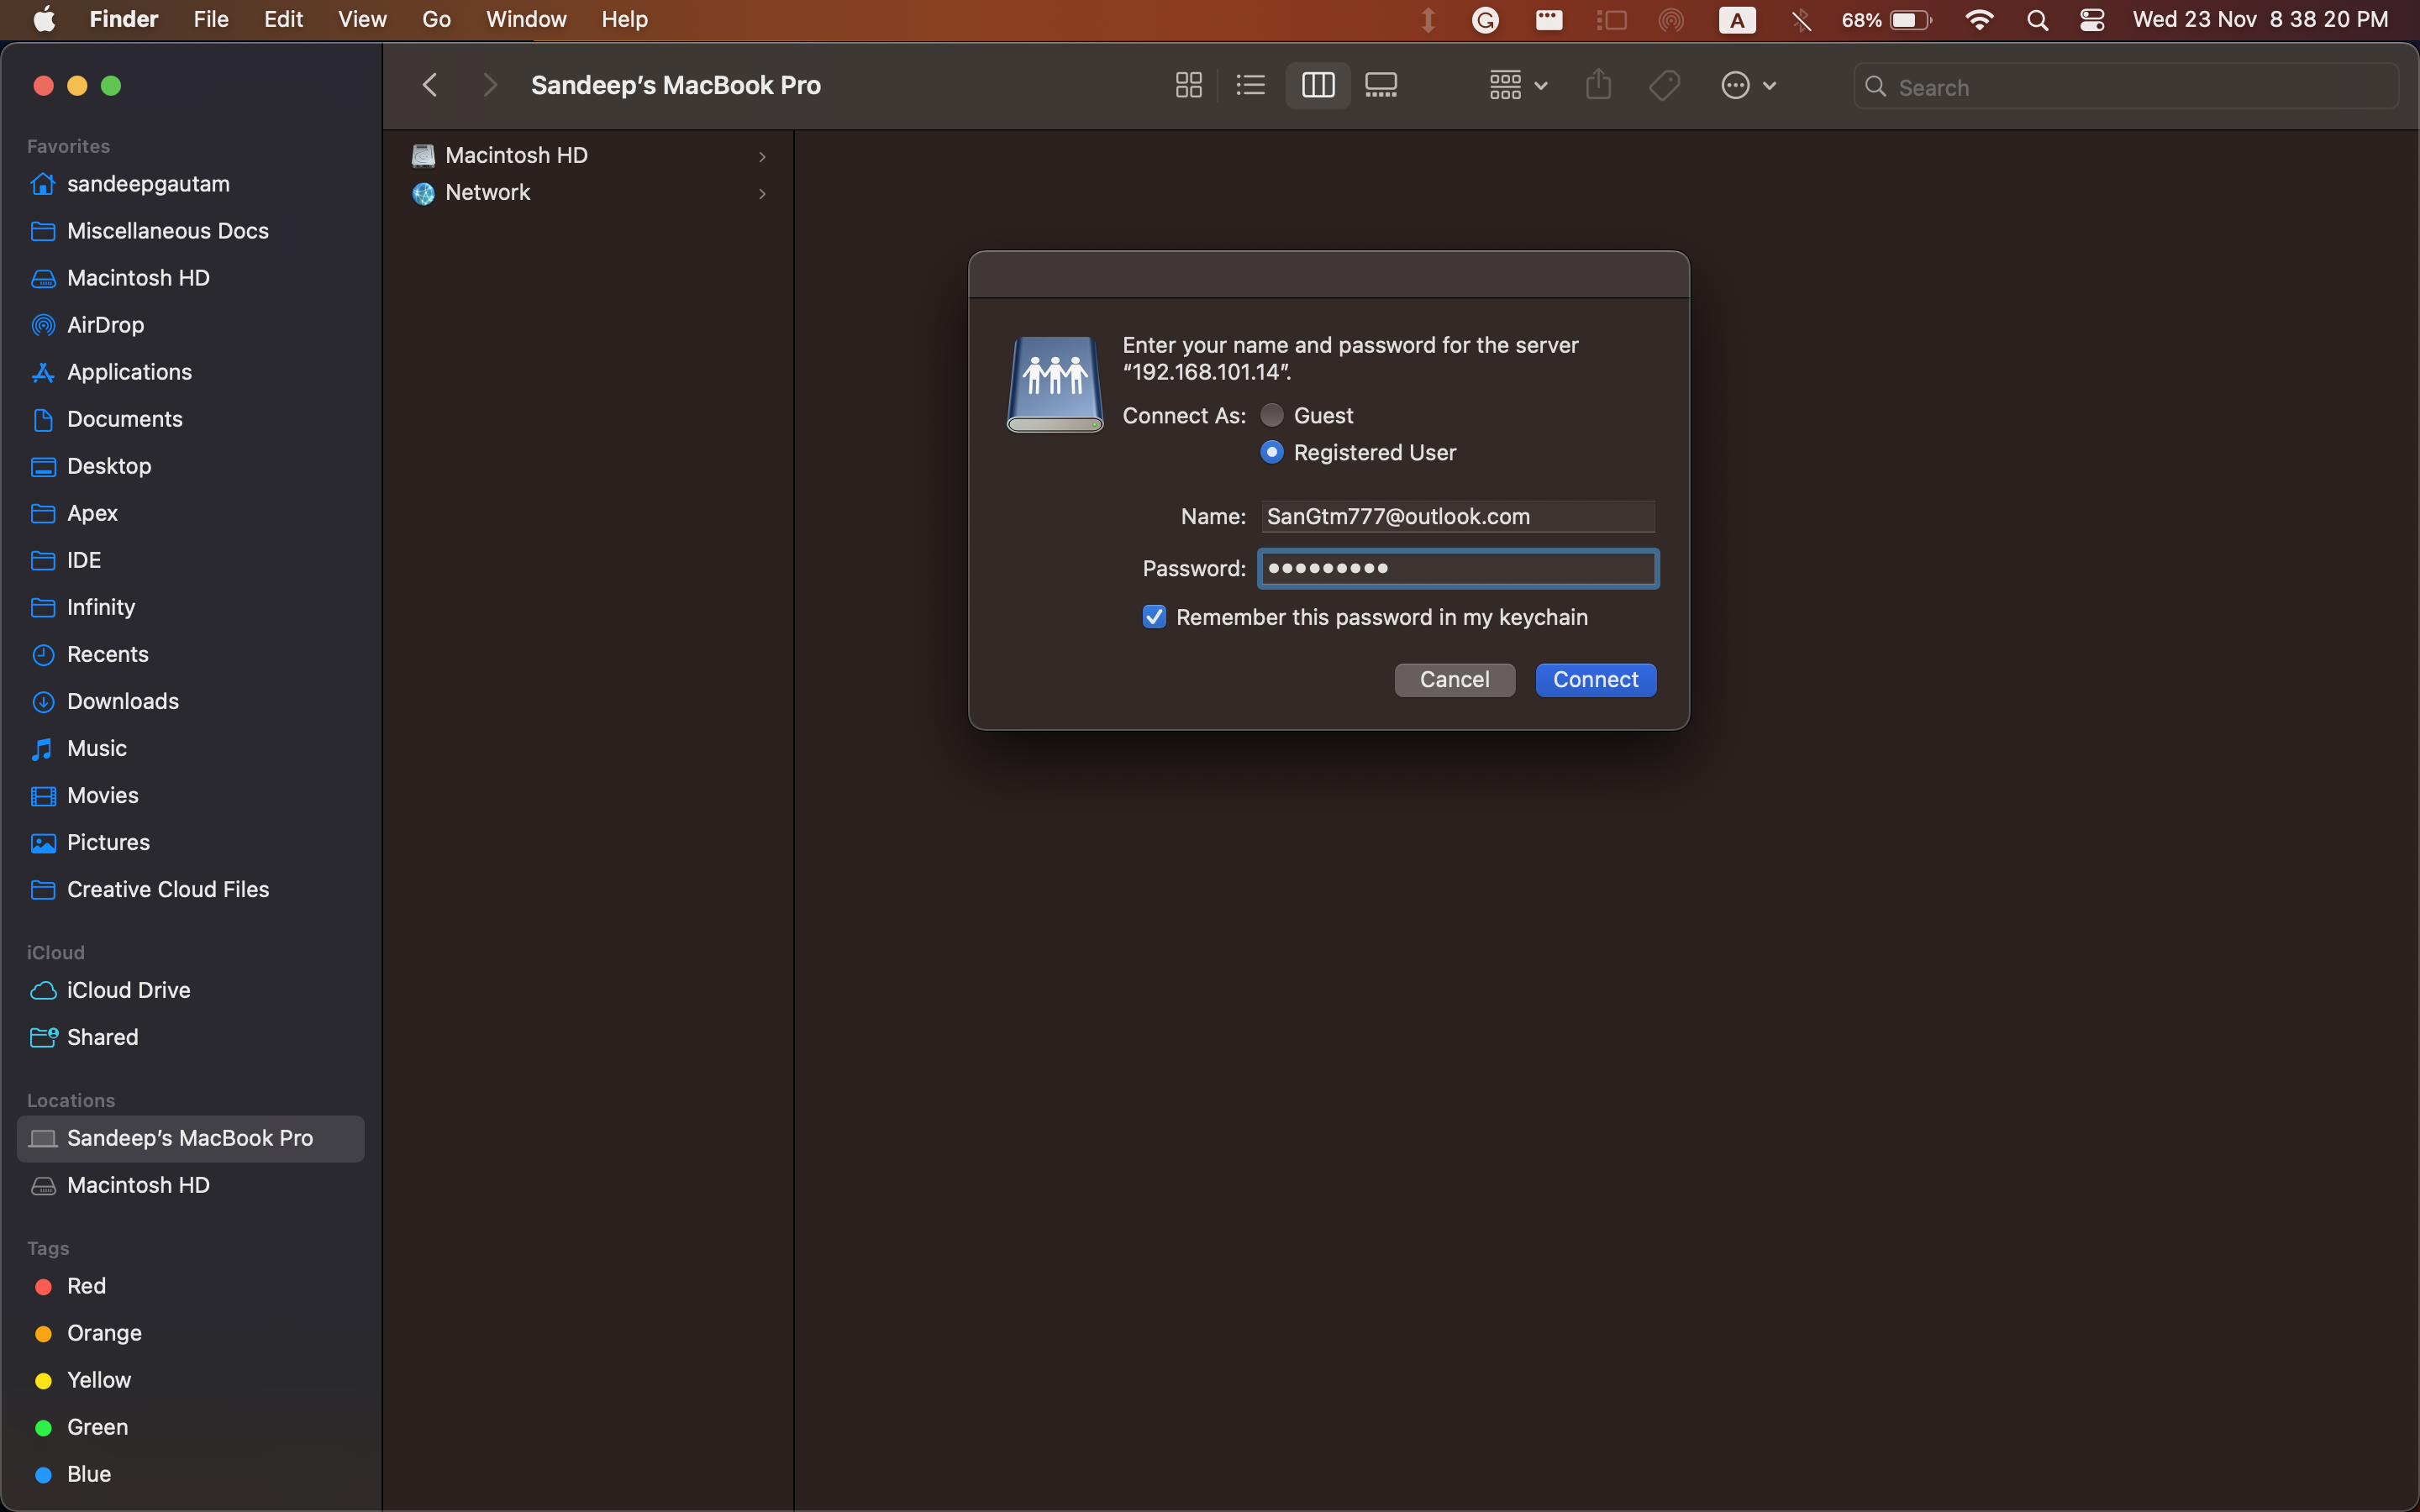 Finder File Edit View Go Window Help A 68% Wed 23 Nov 8 38 20 PM
Sandeep’s MacBook Pro
Search
Favorites
sandeepgautam
Miscellaneous Docs
Macintosh HD
AirDrop
Applications
Documents
Desktop
Apex
IDE
Infinity
Recents
Downloads
Music
Movies
Pictures
Creative Cloud Files
iCloud
iCloud Drive
Shared
Locations
Sandeep’s MacBook Pro
Macintosh HD
Tags
Red
Orange
Yellow
Green
Blue
Macintosh HD
Network
Enter your name and password for the server
“192.168.101.14”.
Connect As: Guest
Registered User
Name: SanGtm777@outlook.com
Password: •••••••••
Remember this password in my keychain
Cancel Connect